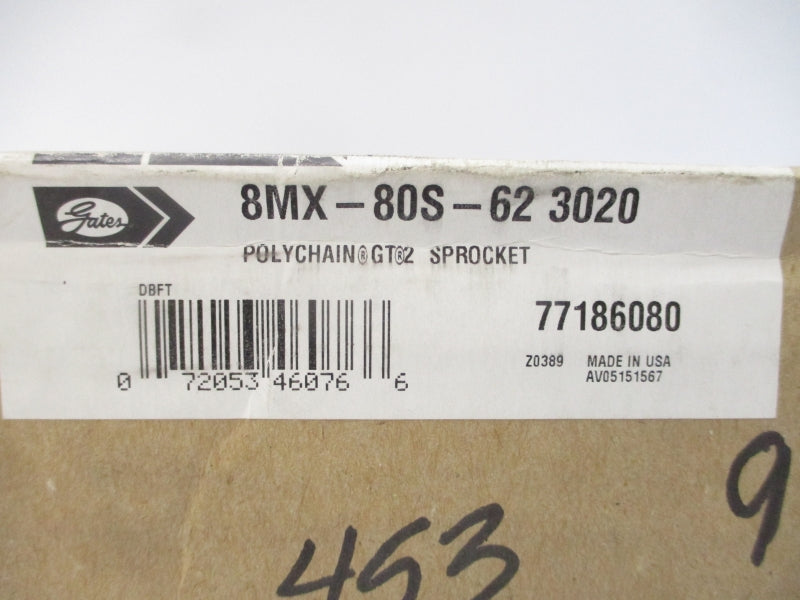 Gates
8MX-80S-62 3020
POLYCHAIN®GT®2 SPROCKET
DBFT
77186080
0 72053 46076 6
Z0389 MADE IN USA
AV05151567
9
453